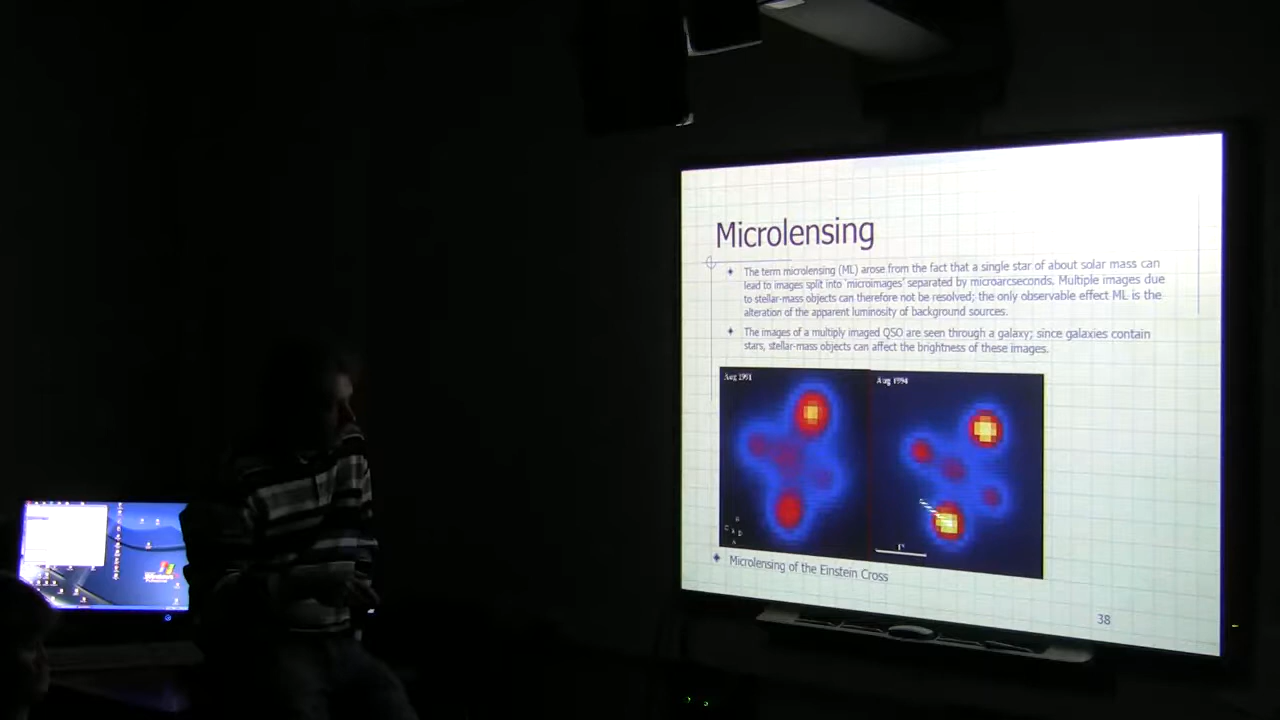 Microlensing
The term microlensing (ML) arose from the fact that a single star of about solar mass can
lead to images split into 'microimages' separated by microarcseconds. Multiple images due
to stellar-mass objects can therefore not be resolved; the only observable effect ML is the
alteration of the apparent luminosity of background sources.
The images of a multiply imaged QSO are seen through a galaxy; since galaxies contain
stars, stellar-mass objects can affect the brightness of these images.
Aug 1991
Aug 1994
1"
Microlensing of the Einstein Cross
38
Windows